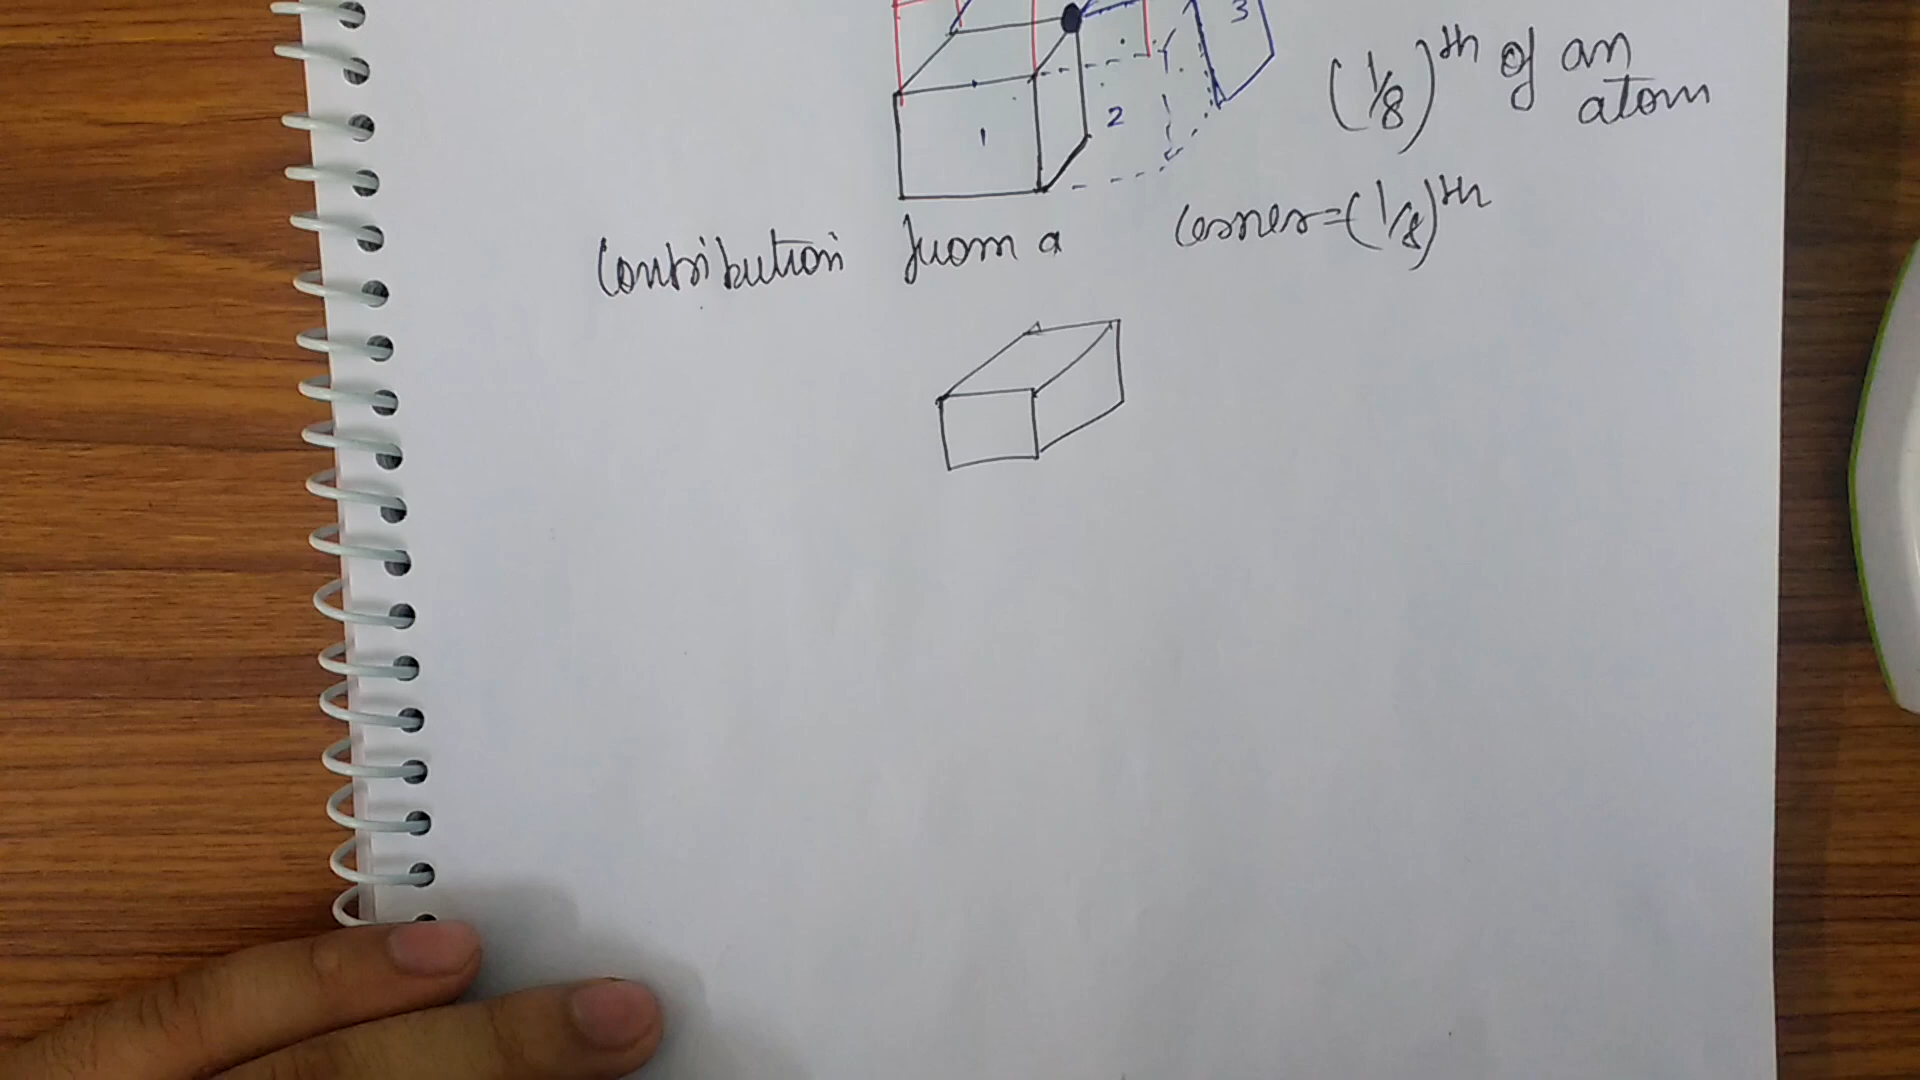 3
(1/8)th of an
atom
1
2
Contribution from a corner=(1/8)th